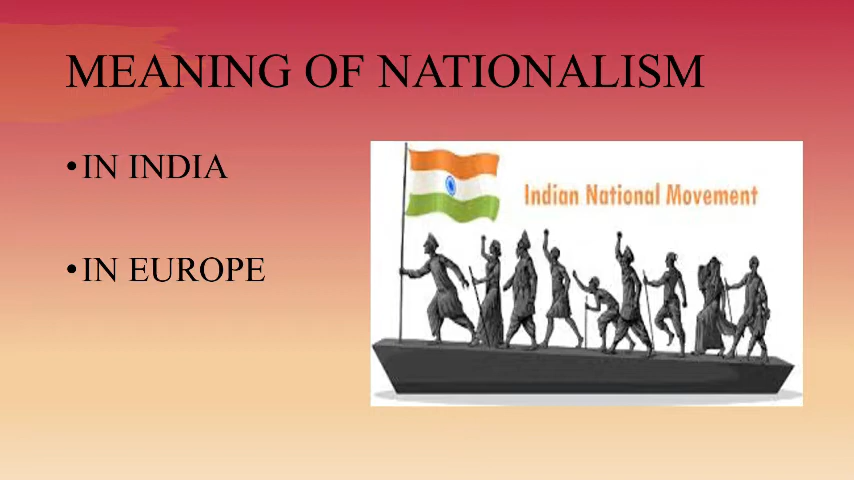 MEANING OF NATIONALISM
•IN INDIA
•IN EUROPE
Indian National Movement